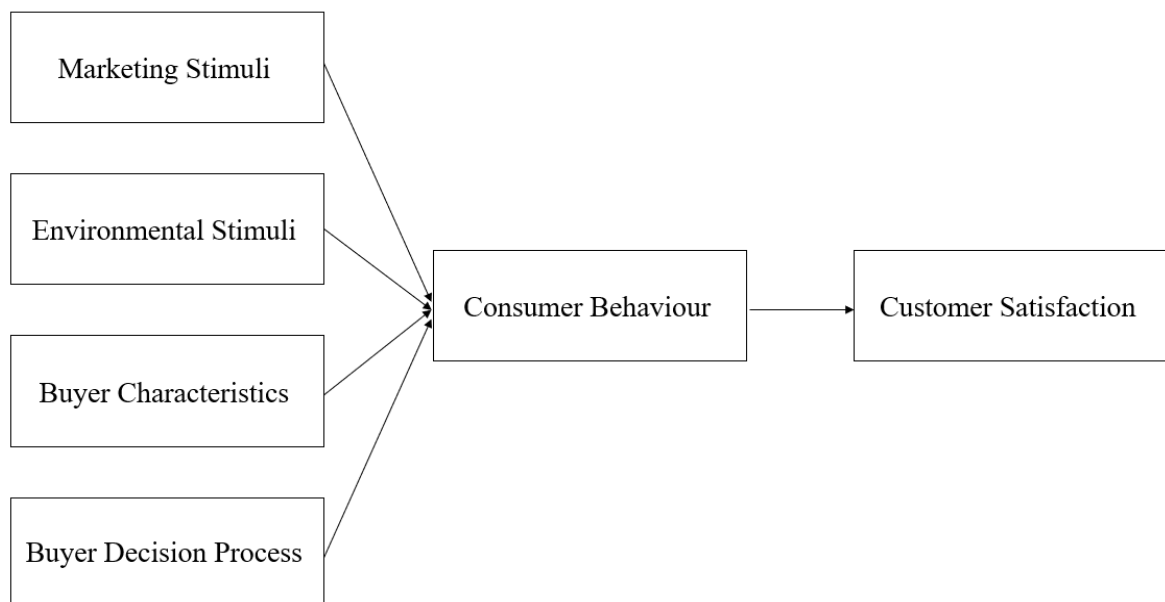 Marketing Stimuli
Environmental Stimuli
Buyer Characteristics
Buyer Decision Process
Consumer Behaviour
Customer Satisfaction